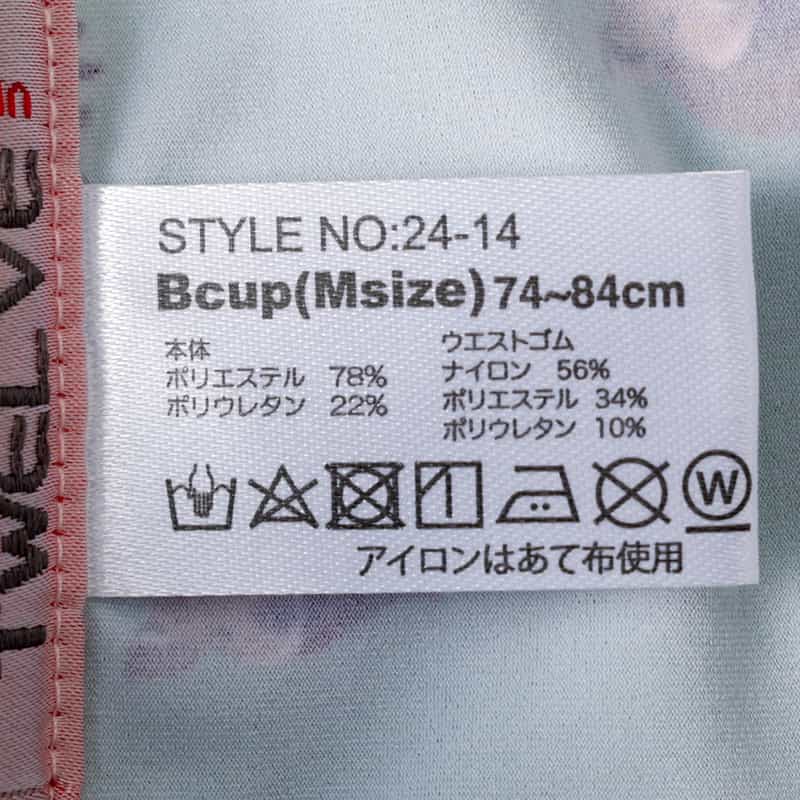 STYLE NO:24-14
Bcup(Msize)74~84cm
本体
ポリエステル 78%
ポリウレタン 22%
ウエストゴム
ナイロン 56%
ポリエステル 34%
ポリウレタン 10%
W
アイロンはあて布使用